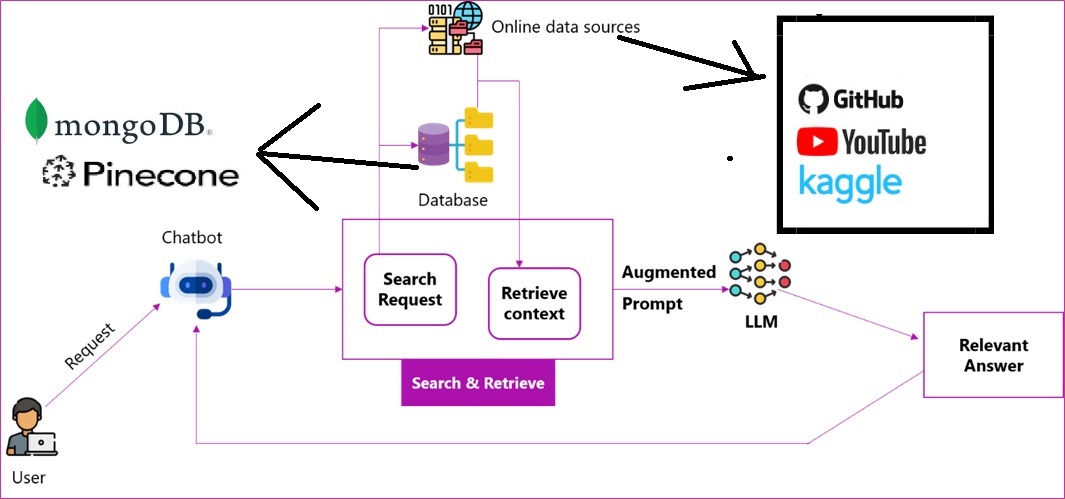 0101
Online data sources
GitHub
YouTube
kaggle
mongoDB®
Pinecone
Database
Chatbot
Search
Request
Retrieve
context
Augmented
Prompt
LLM
Relevant
Answer
Request
Search & Retrieve
User